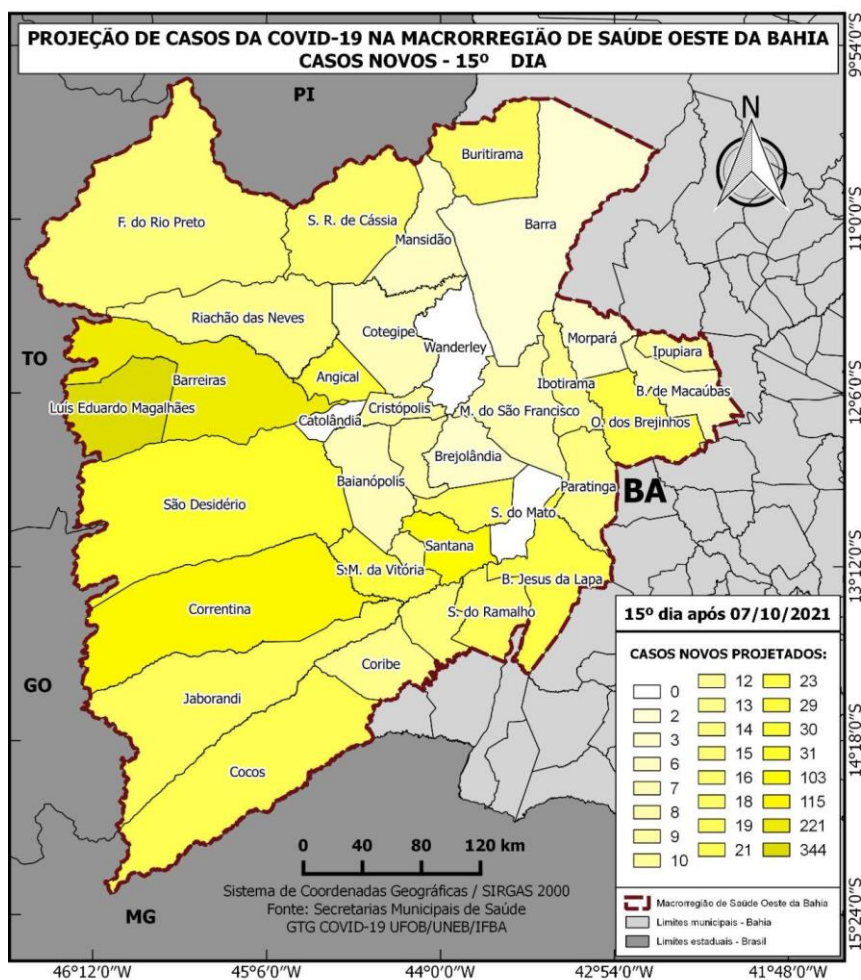 PROJEÇÃO DE CASOS DA COVID-19 NA MACRORREGIÃO DE SAÚDE OESTE DA BAHIA
CASOS NOVOS - 15º DIA
9°54'0"S
11°0'0"S
12°6'0"S
13°12'0"S
14°18'0"S
15°24'0"S
PI
N
TO
GO
MG
BA
Buritirama
F. do Rio Preto
S. R. de Cássia
Mansidão
Barra
Riachão das Neves
Cotegipe
Wanderley
Morpará
Ipupiara
Barreiras
Angical
Ibotirama
B. de Macaúbas
Luis Eduardo Magalhães
Catolândia
Cristópolis
M. do São Francisco
O. dos Brejinhos
Brejolândia
Baianópolis
Paratinga
São Desidério
S. do Mato
Santana
S.M. da Vitória
B. Jesus da Lapa
Correntina
S. do Ramalho
Coribe
Jaborandi
Cocos
15º dia após 07/10/2021
CASOS NOVOS PROJETADOS:
0
2
3
6
7
8
9
10
12
13
14
15
16
18
19
21
23
29
30
31
103
115
221
344
Macrorregião de Saúde Oeste da Bahia
Limites municipais - Bahia
Limites estaduais - Brasil
0 40 80 120 km
Sistema de Coordenadas Geográficas / SIRGAS 2000
Fonte: Secretarias Municipais de Saúde
GTG COVID-19 UFOB/UNEB/IFBA
46°12'0"W 45°6'0"W 44°0'0"W 42°54'0"W 41°48'0"W